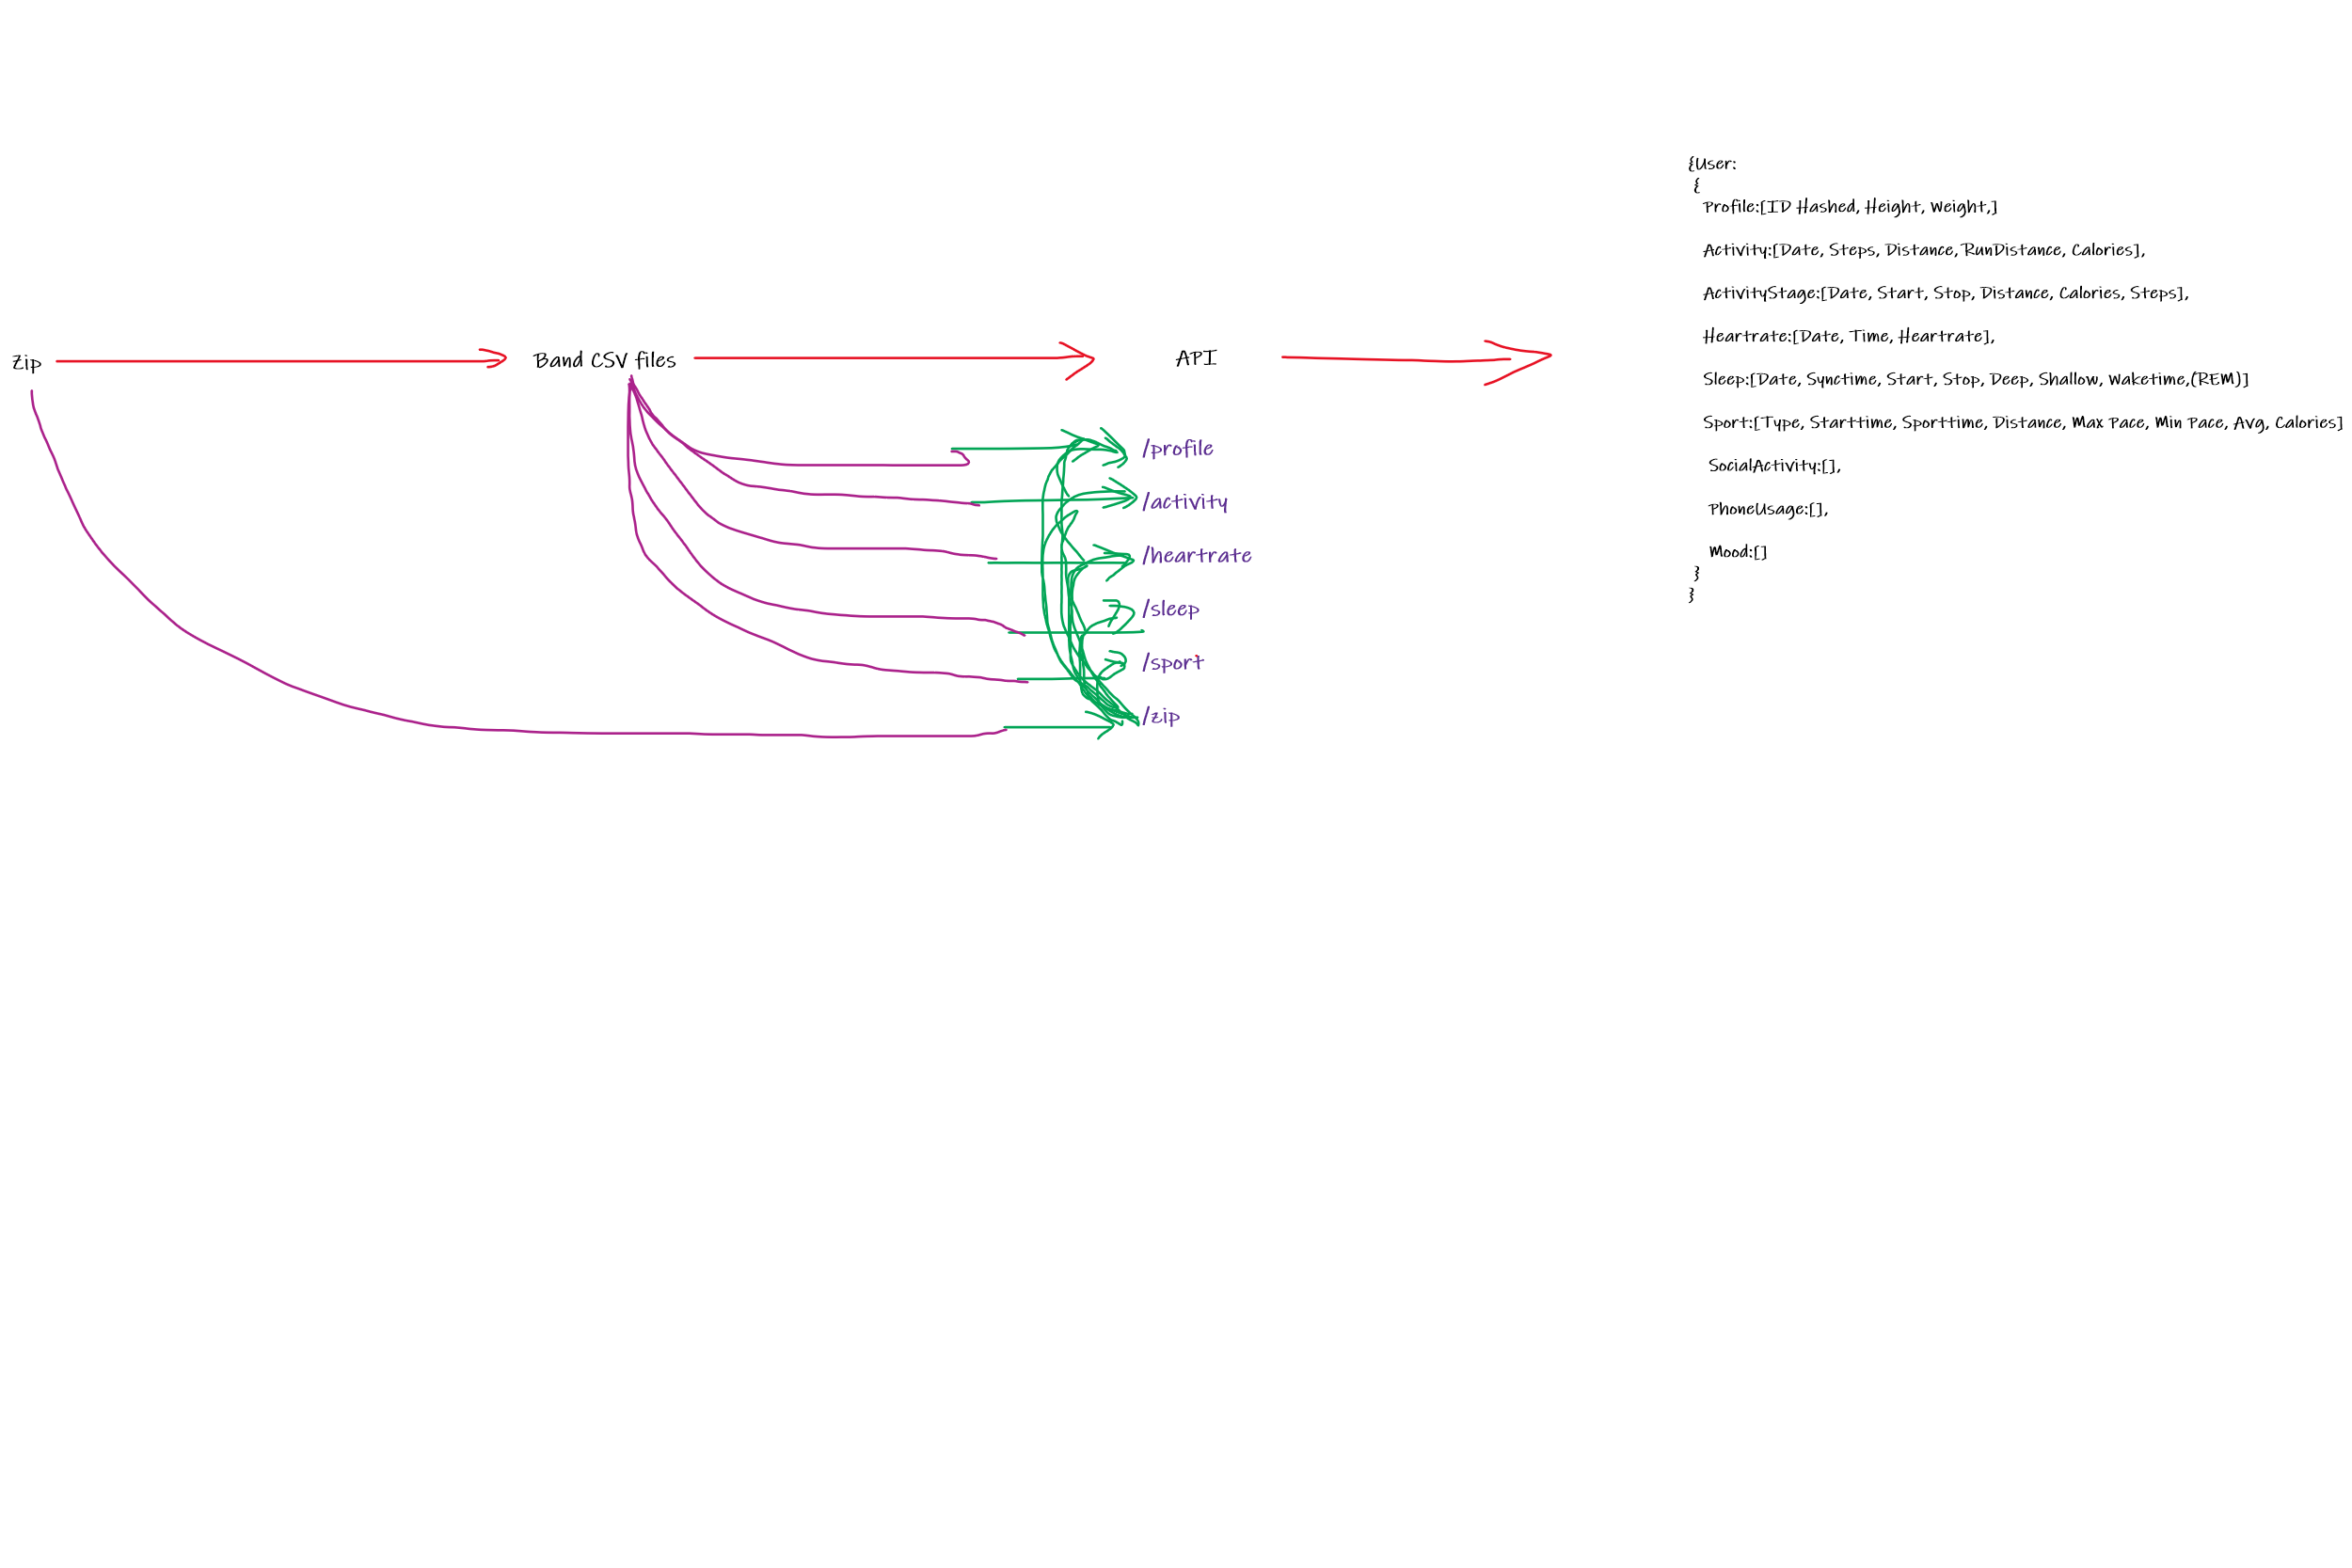 Zip
Band CSV files
API
/profile
/activity
/heartrate
/sleep
/sport
/zip
{User:
{
Profile:[ID Hashed, Height, Weight,]
Activity:[Date, Steps, Distance, RunDistance, Calories],
ActivityStage:[Date, Start, Stop, Distance, Calories, Steps],
Heartrate:[Date, Time, Heartrate],
Sleep:[Date, Synctime, Start, Stop, Deep, Shallow, Waketime,(REM)]
Sport:[Type, Starttime, Sporttime, Distance, Max Pace, Min Pace, Avg, Calories]
SocialActivity:[],
PhoneUsage:[],
Mood:[]
}
}